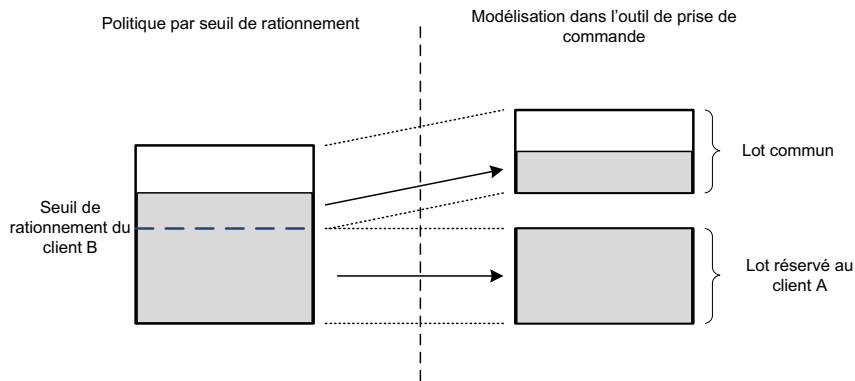 Politique par seuil de rationnement
Modélisation dans l'outil de prise de
commande
Lot commun
Seuil de
rationnement du
client B
Lot réservé au
client A